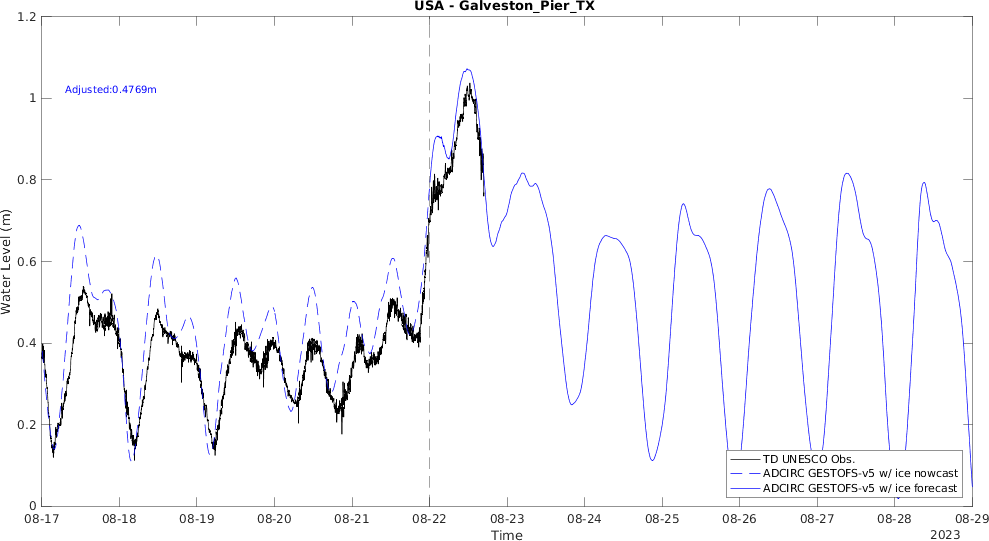 USA - Galveston_Pier_TX
Water Level (m)
1.2
1
0.8
0.6
0.4
0.2
0
Adjusted:0.4769m
TD UNESCO Obs.
ADCIRC GESTOFS-v5 w/ ice nowcast
ADCIRC GESTOFS-v5 w/ ice forecast
08-17 08-18 08-19 08-20 08-21 08-22 08-23 08-24 08-25 08-26 08-27 08-28 08-29
Time
2023